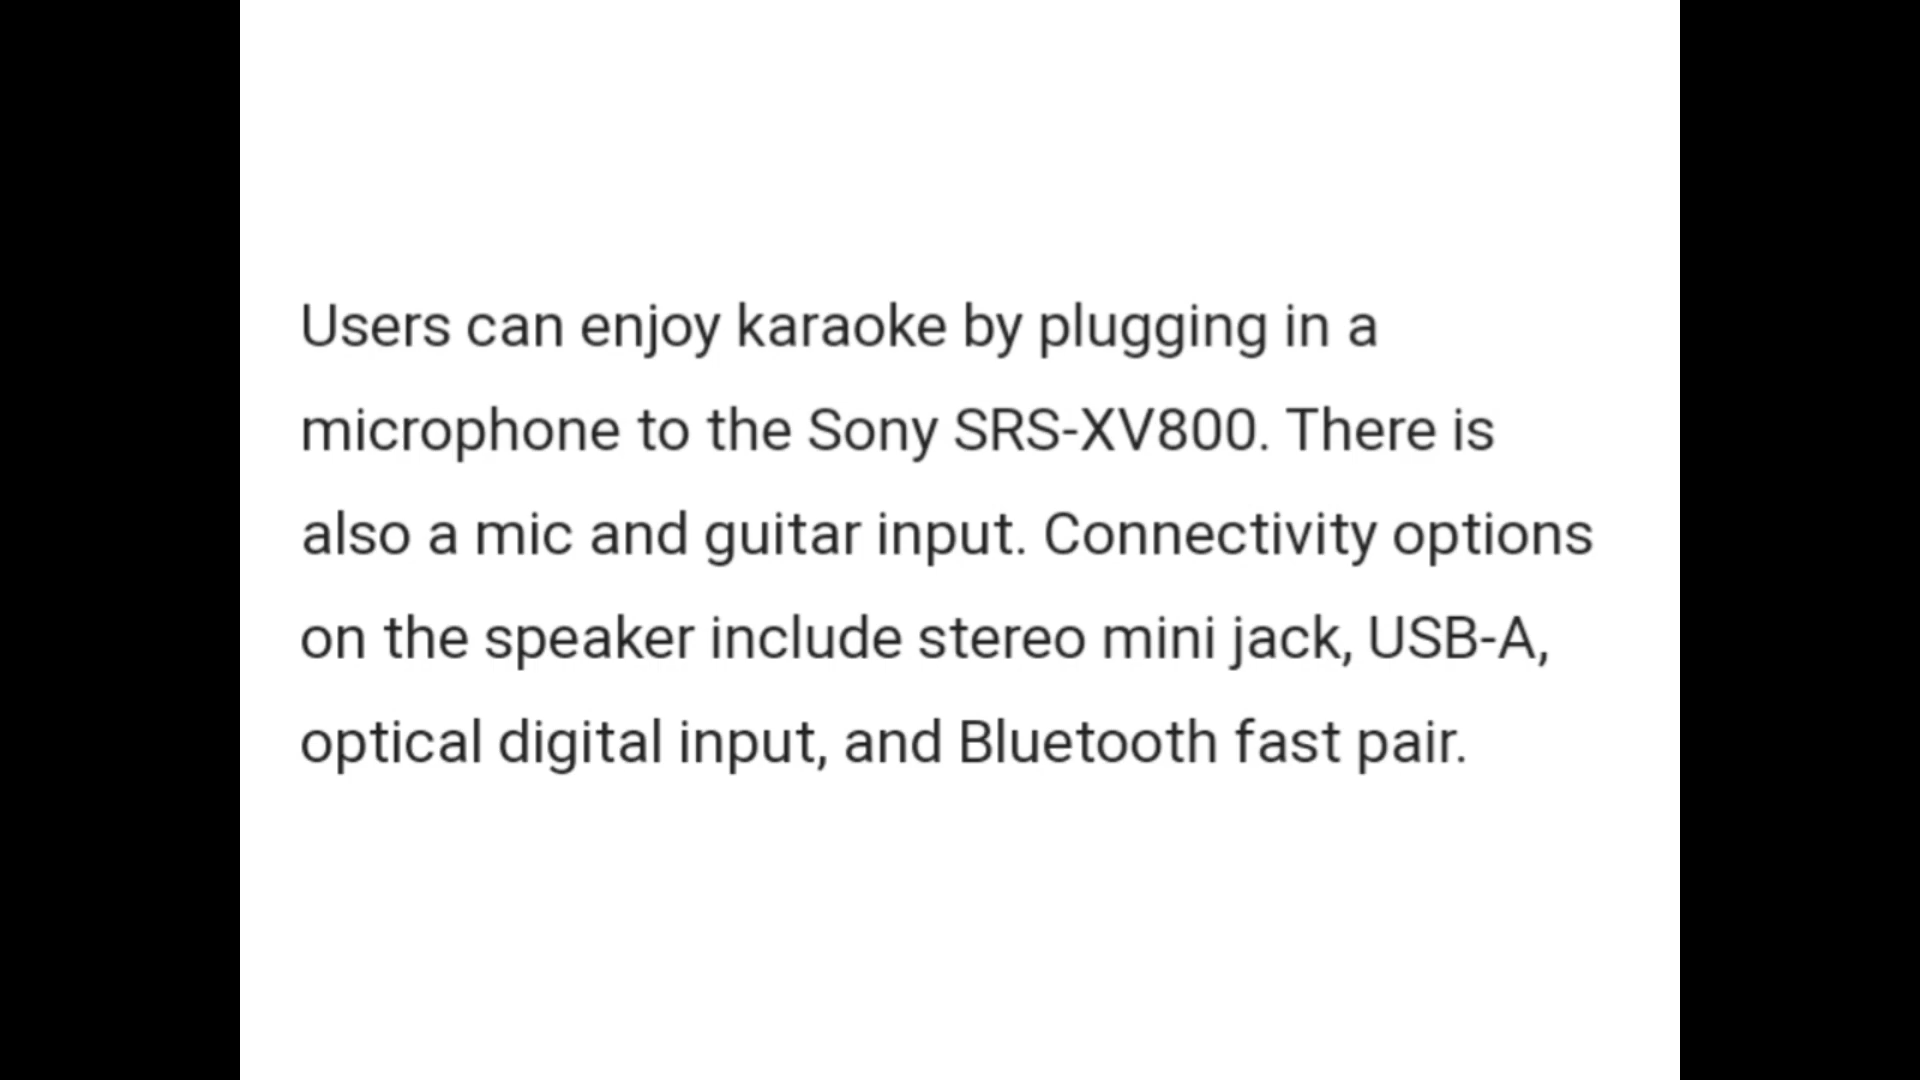 Users can enjoy karaoke by plugging in a
microphone to the Sony SRS-XV800. There is
also a mic and guitar input. Connectivity options
on the speaker include stereo mini jack, USB-A,
optical digital input, and Bluetooth fast pair.